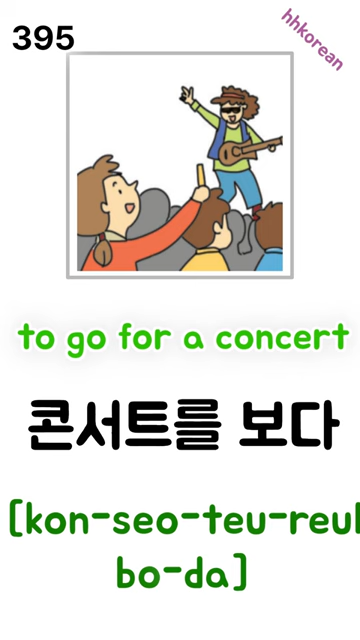 395
hhkorean
to go for a concert
콘서트를 보다
[kon-seo-teu-reul
bo-da]